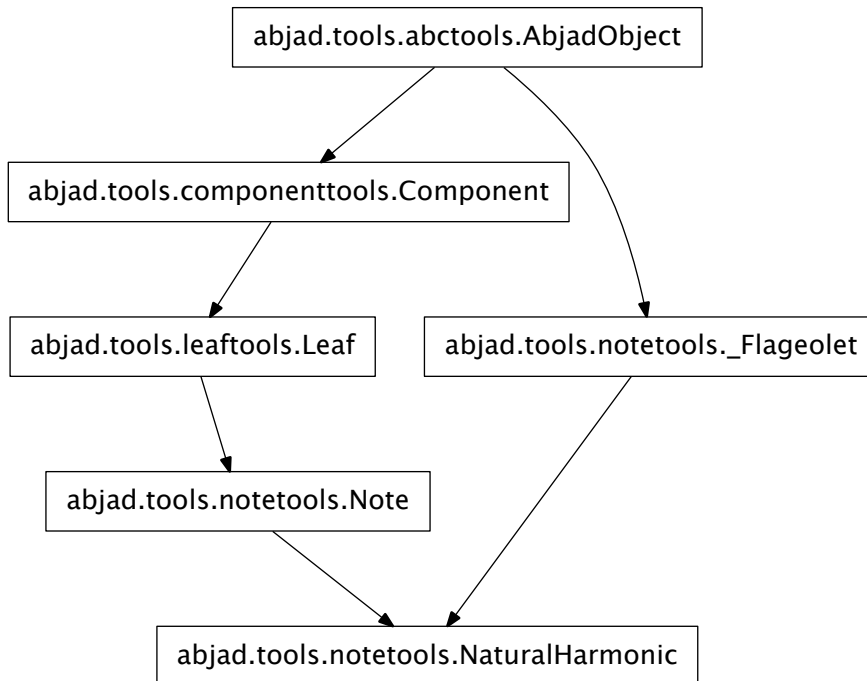 abjad.tools.abctools.AbjadObject
abjad.tools.componenttools.Component
abjad.tools.leaftools.Leaf
abjad.tools.notetools._Flageolet
abjad.tools.notetools.Note
abjad.tools.notetools.NaturalHarmonic